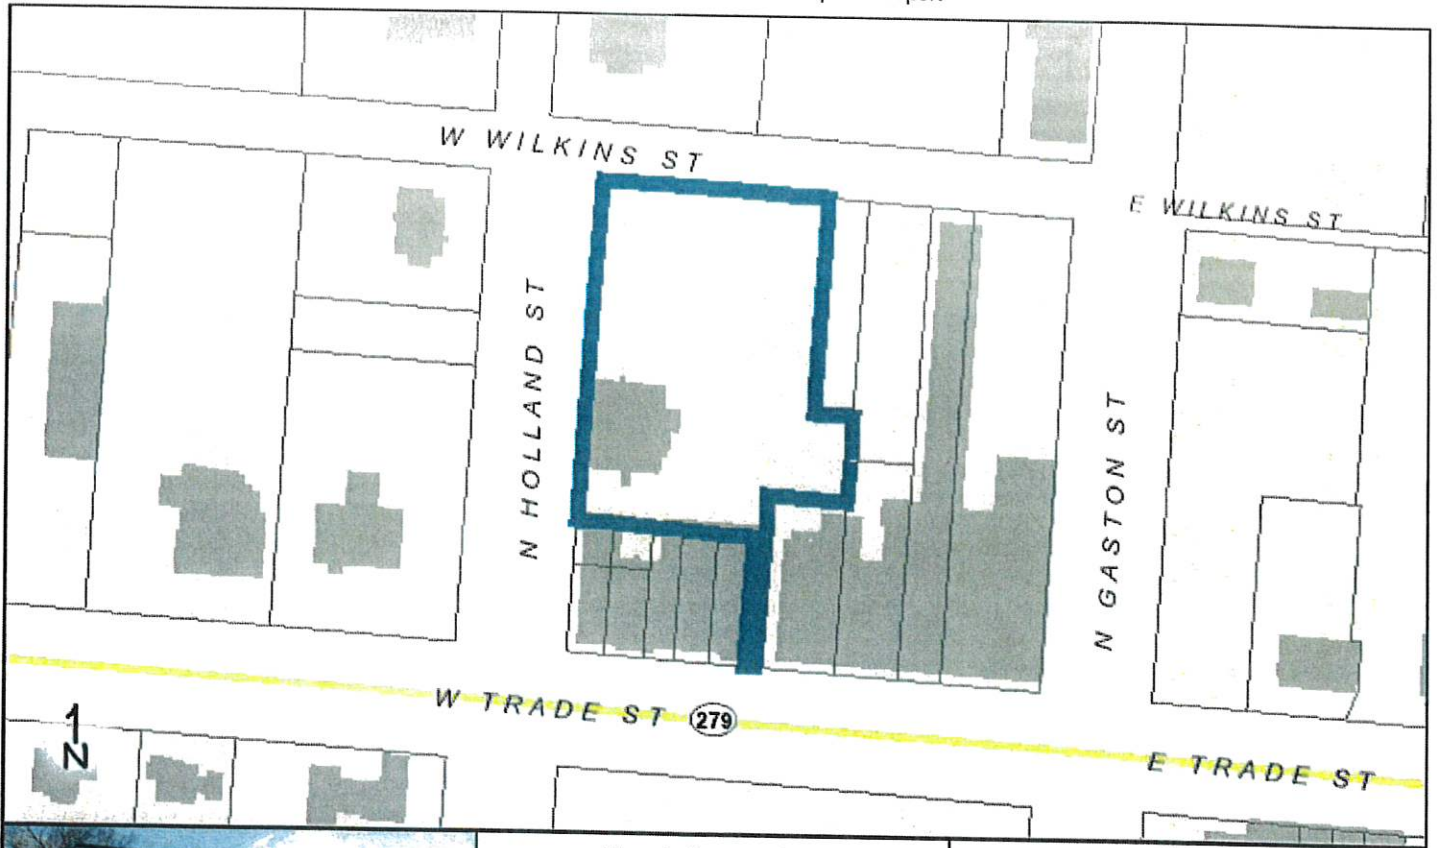 W WILKINS ST
E WILKINS ST
N HOLLAND ST
N GASTON ST
W TRADE ST
279
E TRADE ST
N